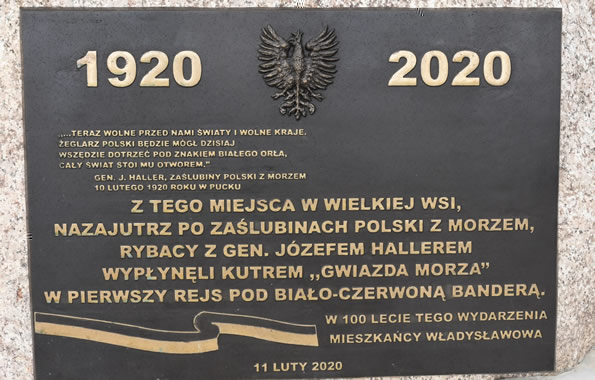 1920 2020
„...TERAZ WOLNE PRZED NAMI ŚWIATY I WOLNE KRAJE.
ŻEGLARZ POLSKI BĘDZIE MÓGŁ DZISIAJ
WSZĘDZIE DOTRZEĆ POD ZNAKIEM BIAŁEGO ORŁA,
CAŁY ŚWIAT STOI MU OTWOREM."
GEN. J. HALLER, ZAŚLUBINY POLSKI Z MORZEM
10 LUTEGO 1920 ROKU W PUCKU
Z TEGO MIEJSCA W WIELKIEJ WSI,
NAZAJUTRZ PO ZAŚLUBINACH POLSKI Z MORZEM,
RYBACY Z GEN. JÓZEFEM HALLEREM
WYPŁYNĘLI KUTREM ,,GWIAZDA MORZA"
W PIERWSZY REJS POD BIAŁO-CZERWONĄ BANDERĄ.
W 100 LECIE TEGO WYDARZENIA
MIESZKAŃCY WŁADYSŁAWOWA
11 LUTY 2020